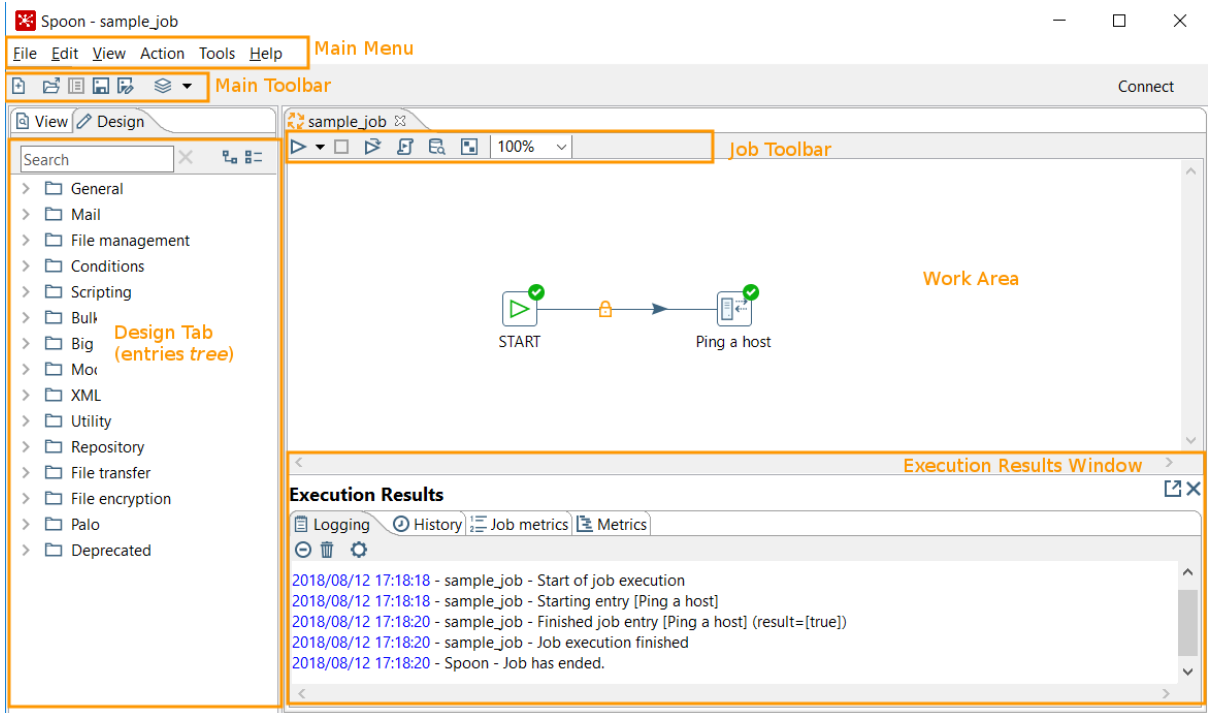 Spoon - sample_job
File Edit View Action Tools Help
Main Menu
Main Toolbar
Connect
View Design
sample_job
Search
100%
Job Toolbar
General
Mail
File management
Conditions
Scripting
Bulk
Big
XML
Utility
Repository
File transfer
File encryption
Palo
Deprecated
Design Tab
(entries tree)
Work Area
START
Ping a host
Execution Results Window
Execution Results
Logging History Job metrics Metrics
2018/08/12 17:18:18 - sample_job - Start of job execution
2018/08/12 17:18:18 - sample_job - Starting entry [Ping a host]
2018/08/12 17:18:20 - sample_job - Finished job entry [Ping a host] (result=[true])
2018/08/12 17:18:20 - sample_job - Job execution finished
2018/08/12 17:18:20 - Spoon - Job has ended.